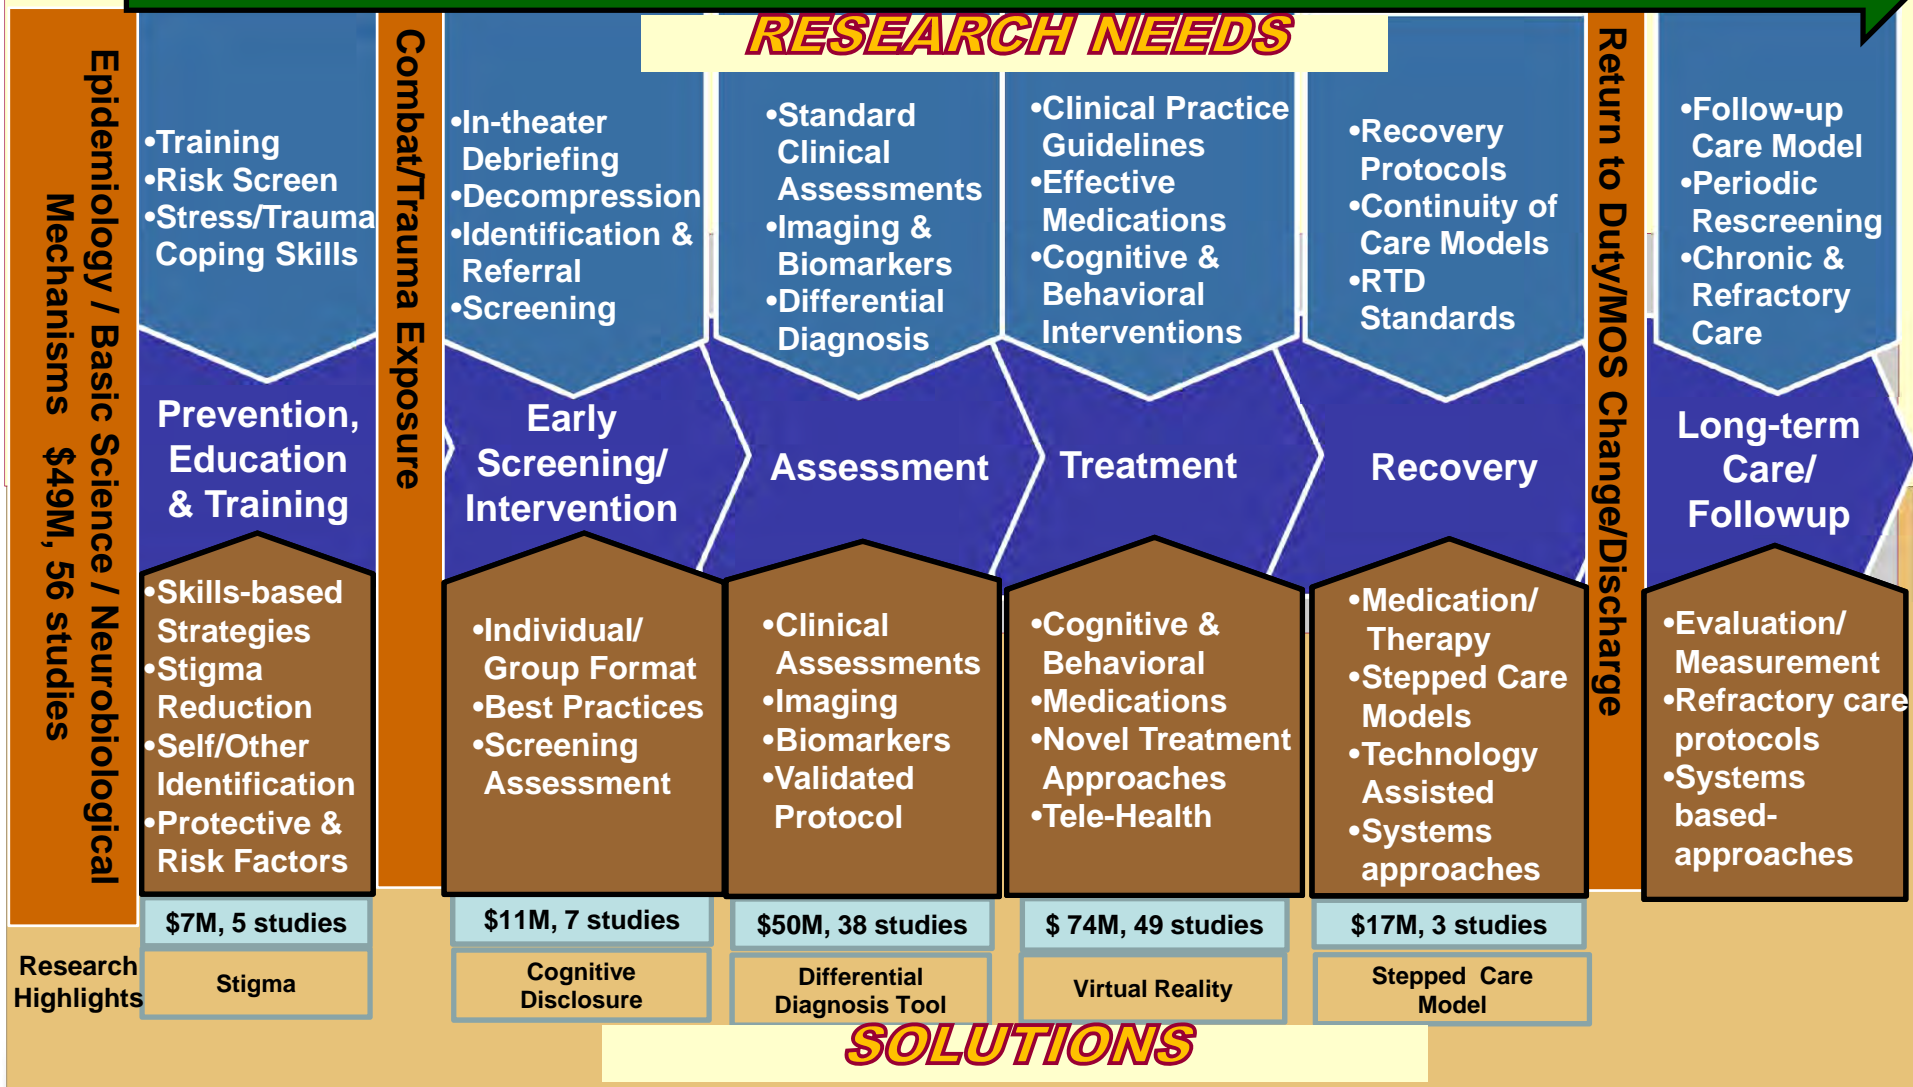 RESEARCH NEEDS
Epidemiology / Basic Science / Neurobiological
Mechanisms $49M, 56 studies
•Training
•Risk Screen
•Stress/Trauma
Coping Skills
Combat/Trauma Exposure
•In-theater
Debriefing
•Decompression
•Identification &
Referral
•Screening
•Standard
Clinical
Assessments
•Imaging &
Biomarkers
•Differential
Diagnosis
•Clinical Practice
Guidelines
•Effective
Medications
•Cognitive &
Behavioral
Interventions
•Recovery
Protocols
•Continuity of
Care Models
•RTD
Standards
Return to Duty/MOS Change/Discharge
•Follow-up
Care Model
•Periodic
Rescreening
•Chronic &
Refractory
Care
Prevention,
Education
& Training
Early
Screening/
Intervention
Assessment
Treatment
Recovery
Long-term
Care/
Followup
•Skills-based
Strategies
•Stigma
Reduction
•Self/Other
Identification
•Protective &
Risk Factors
•Individual/
Group Format
•Best Practices
•Screening
Assessment
•Clinical
Assessments
•Imaging
•Biomarkers
•Validated
Protocol
•Cognitive &
Behavioral
•Medications
•Novel Treatment
Approaches
•Tele-Health
•Medication/
Therapy
•Stepped Care
Models
•Technology
Assisted
•Systems
approaches
•Evaluation/
Measurement
•Refractory care
protocols
•Systems
based-
approaches
$7M, 5 studies
$11M, 7 studies
$50M, 38 studies
$ 74M, 49 studies
$17M, 3 studies
Research
Highlights
Stigma
Cognitive
Disclosure
Differential
Diagnosis Tool
Virtual Reality
Stepped Care
Model
SOLUTIONS